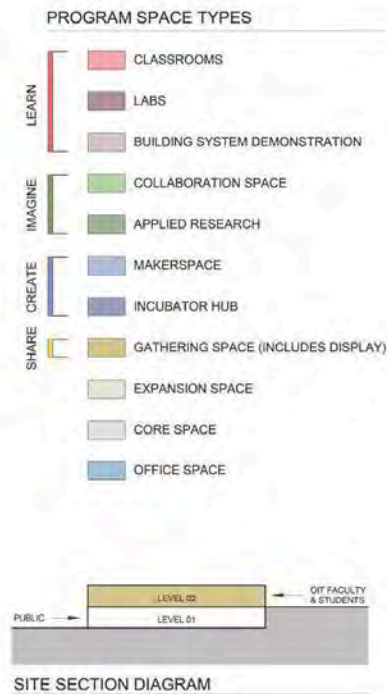 PROGRAM SPACE TYPES
LEARN
CLASSROOMS
LABS
BUILDING SYSTEM DEMONSTRATION
IMAGINE
COLLABORATION SPACE
APPLIED RESEARCH
CREATE
MAKERSPACE
INCUBATOR HUB
SHARE
GATHERING SPACE (INCLUDES DISPLAY)
EXPANSION SPACE
CORE SPACE
OFFICE SPACE
LEVEL 02
OIT FACULTY
& STUDENTS
PUBLIC
LEVEL 01
SITE SECTION DIAGRAM